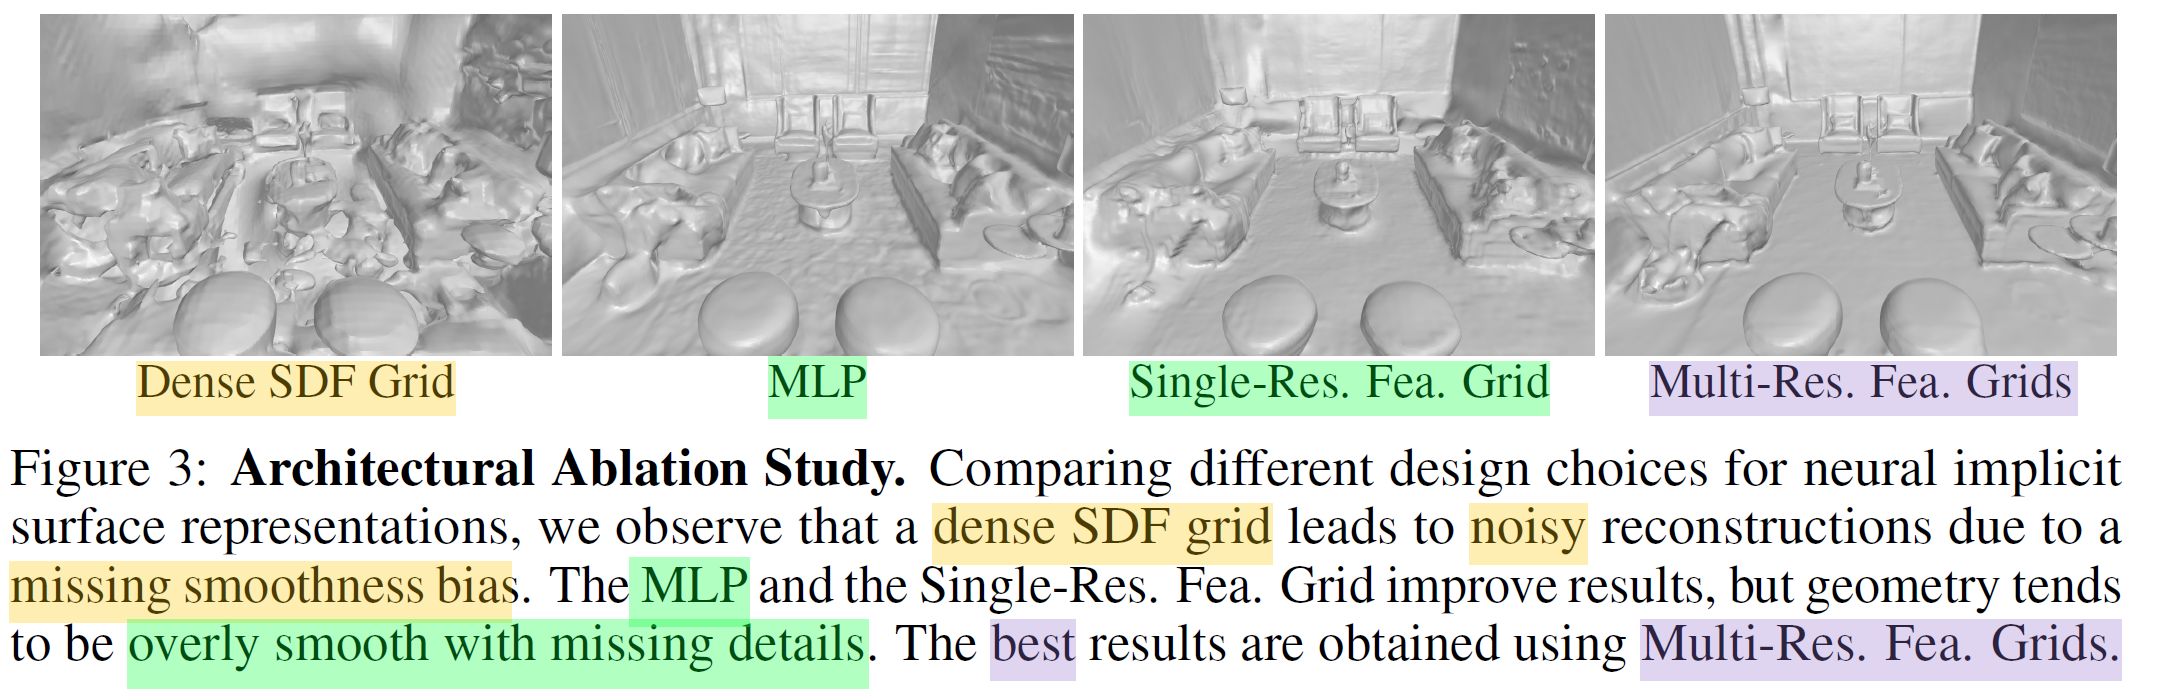 Dense SDF Grid
MLP
Single-Res. Fea. Grid
Multi-Res. Fea. Grids
Figure 3: Architectural Ablation Study. Comparing different design choices for neural implicit
surface representations, we observe that a dense SDF grid leads to noisy reconstructions due to a
missing smoothness bias. The MLP and the Single-Res. Fea. Grid improve results, but geometry tends
to be overly smooth with missing details. The best results are obtained using Multi-Res. Fea. Grids.